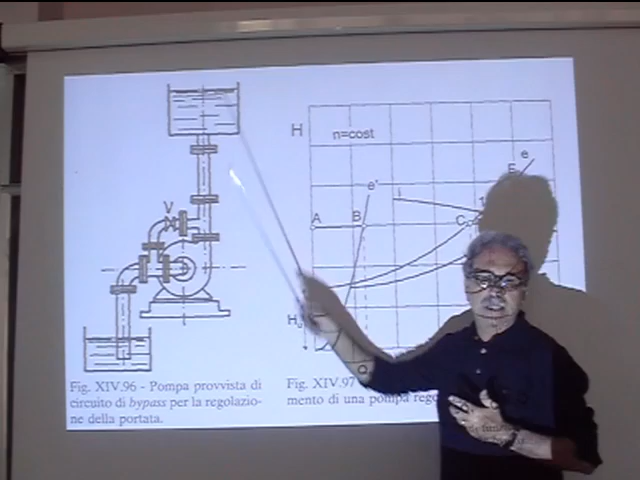 V
Fig. XIV.96 - Pompa provvista di
circuito di bypass per la regolazio-
ne della portata.
H
n=cost
e
E
e'
i
1
A
B
C
H
Q
Fig. XIV.97
mento di una pompa